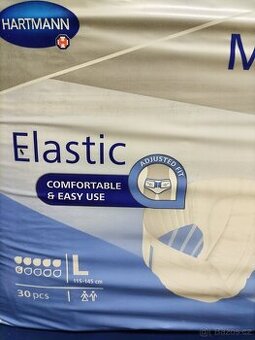 HARTMANN
M
Elastic
ADJUSTED FIT
COMFORTABLE
& EASY USE
L
115-145 cm
30 pcs